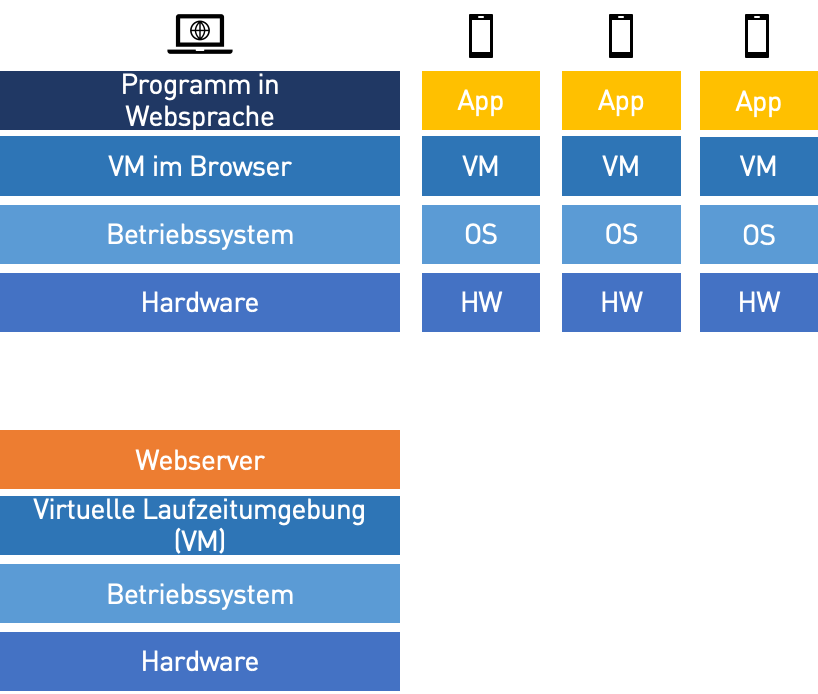 Programm in
Websprache
App
App
App
VM im Browser
VM
VM
VM
Betriebssystem
OS
OS
OS
Hardware
HW
HW
HW
Webserver
Virtuelle Laufzeitumgebung
(VM)
Betriebssystem
Hardware